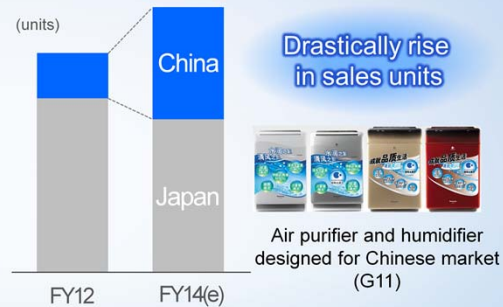 (units)
China
Japan
FY12
FY14(e)
Drastically rise
in sales units
Air purifier and humidifier
designed for Chinese market
(G11)